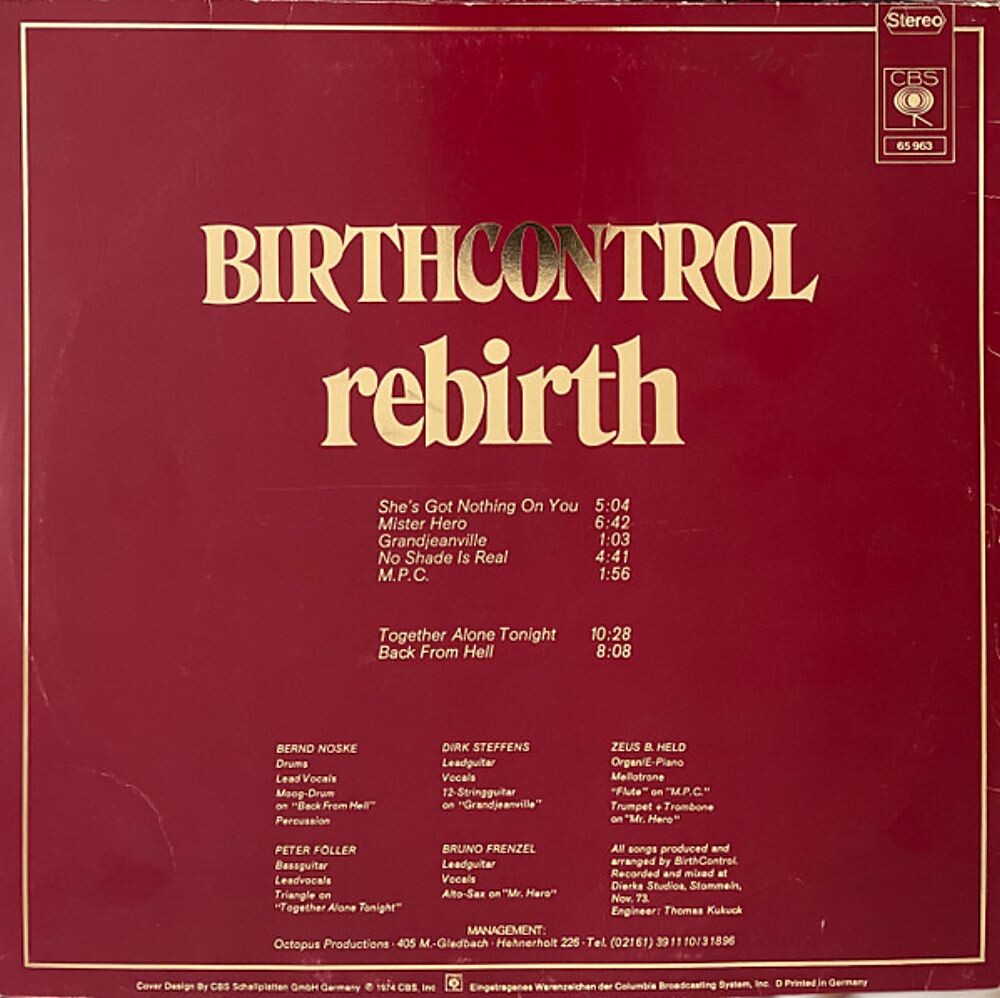 Stereo
CBS
65 963
BIRTHCONTROL
rebirth
She's Got Nothing On You 5:04
Mister Hero 6:42
Grandjeanville 1:03
No Shade Is Real 4:41
M.P.C. 1:56
Together Alone Tonight 10:28
Back From Hell 8:08
BERND NOSKE
Drums
Lead Vocals
Moog-Drum
on "Back From Hell"
Percussion
DIRK STEFFENS
Leadguitar
Vocals
12-Stringguitar
on "Grandjeanville"
ZEUS B. HELD
Organ/E-Piano
Mellotrone
"Flute" on "M.P.C."
Trumpet + Trombone
on "Mr. Hero"
PETER FÖLLER
Bassguitar
Leadvocals
Triangle on
"Together Alone Tonight"
BRUNO FRENZEL
Leadguitar
Vocals
Alto-Sax on "Mr. Hero"
All songs produced and
arranged by BirthControl.
Recorded and mixed at
Dierks Studios, Stommeln,
Nov. 73.
Engineer: Thomas Kukuck
MANAGEMENT:
Octopus Productions · 405 M.-Gladbach · Hehnerholt 226 · Tel. (02161) 391110/31896
Cover Design By CBS Schallplatten GmbH Germany ℗ 1974 CBS, Inc Eingetragenes Warenzeichen der Columbia Broadcasting System, Inc. D Printed in Germany